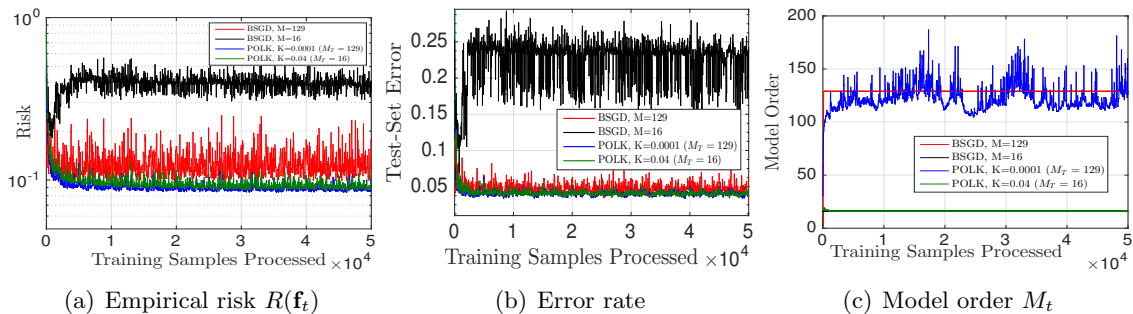 10^0
10^{-1}
Risk
BSGD, M=129
BSGD, M=16
POLK, K=0.0001 (M_T = 129)
POLK, K=0.04 (M_T = 16)
0 1 2 3 4 5
Training Samples Processed ×10^4
(a) Empirical risk R(f_t)
0.25
0.2
0.15
0.1
0.05
Test-Set Error
BSGD, M=129
BSGD, M=16
POLK, K=0.0001 (M_T = 129)
POLK, K=0.04 (M_T = 16)
0 1 2 3 4 5
Training Samples Processed ×10^4
(b) Error rate
200
150
100
50
0
Model Order
BSGD, M=129
BSGD, M=16
POLK, K=0.0001 (M_T = 129)
POLK, K=0.04 (M_T = 16)
0 1 2 3 4 5
Training Samples Processed ×10^4
(c) Model order M_t